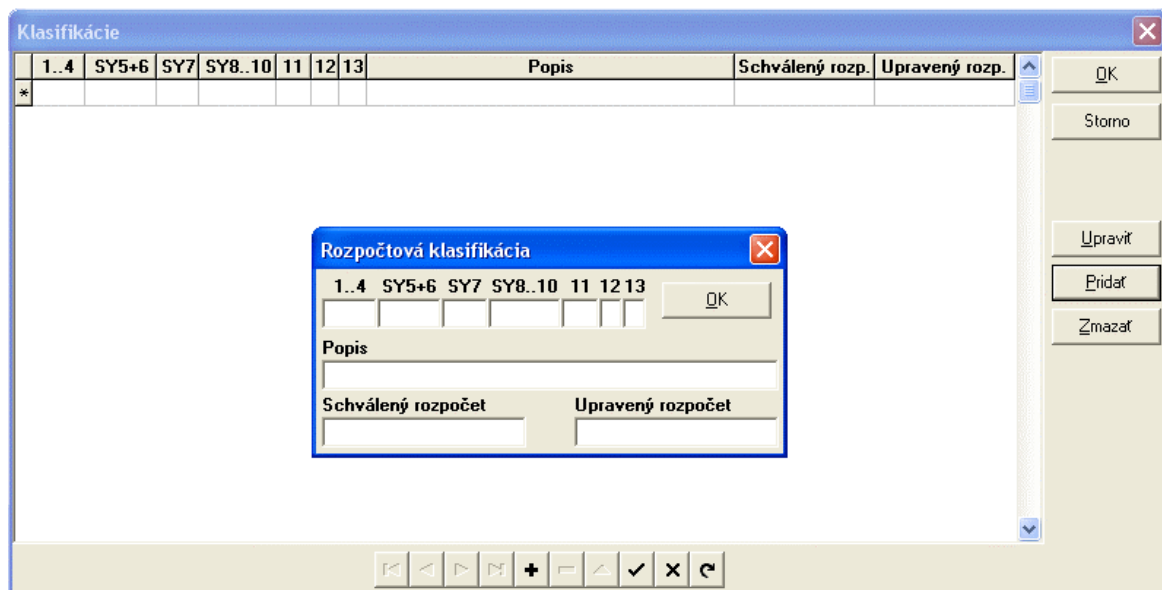 Klasifikácie
1..4 SY5+6 SY7 SY8..10 11 12 13 Popis Schválený rozp. Upravený rozp.
*
OK
Storno
Upraviť
Pridať
Zmazať
Rozpočtová klasifikácia
1..4 SY5+6 SY7 SY8..10 11 12 13
OK
Popis
Schválený rozpočet Upravený rozpočet